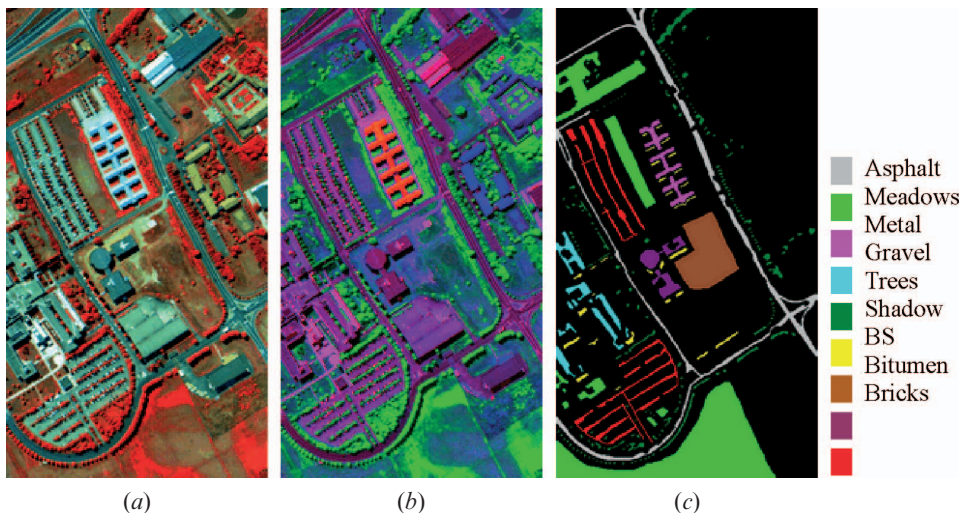 Asphalt
Meadows
Metal
Gravel
Trees
Shadow
BS
Bitumen
Bricks
(a) (b) (c)